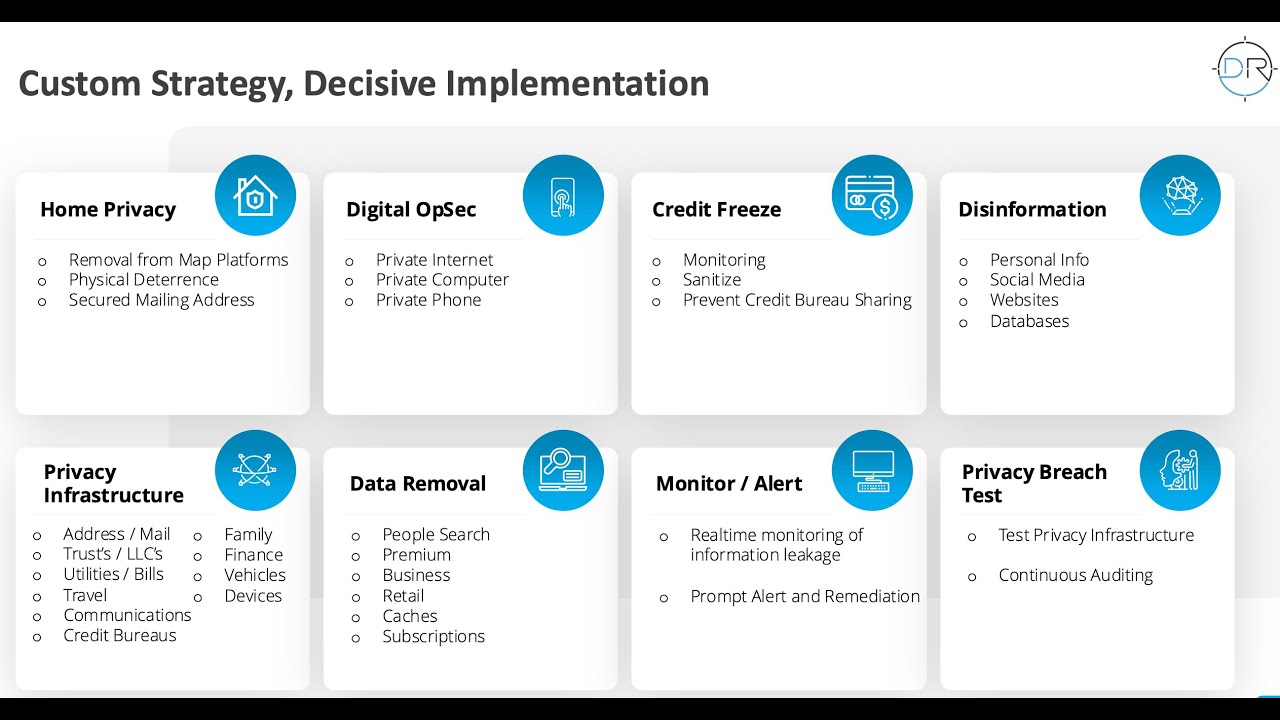 Custom Strategy, Decisive Implementation
DR
Home Privacy
o Removal from Map Platforms
o Physical Deterrence
o Secured Mailing Address
Digital OpSec
o Private Internet
o Private Computer
o Private Phone
Credit Freeze
o Monitoring
o Sanitize
o Prevent Credit Bureau Sharing
Disinformation
o Personal Info
o Social Media
o Websites
o Databases
Privacy
Infrastructure
o Address / Mail
o Trust's / LLC's
o Utilities / Bills
o Travel
o Communications
o Credit Bureaus
o Family
o Finance
o Vehicles
o Devices
Data Removal
o People Search
o Premium
o Business
o Retail
o Caches
o Subscriptions
Monitor / Alert
o Realtime monitoring of
information leakage
o Prompt Alert and Remediation
Privacy Breach
Test
o Test Privacy Infrastructure
o Continuous Auditing